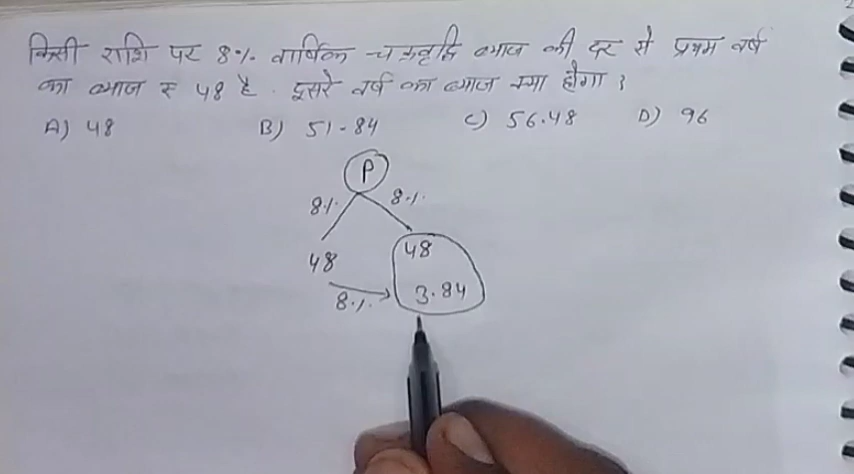 किसी राशि पर 8% वार्षिक चक्रवृद्धि ब्याज की दर से प्रथम वर्ष
का ब्याज रु 48 है . दूसरे वर्ष का ब्याज क्या होगा ?
A) 48 B) 51.84 C) 56.48 D) 96
P
8% 8%
48 48
8% 3.84